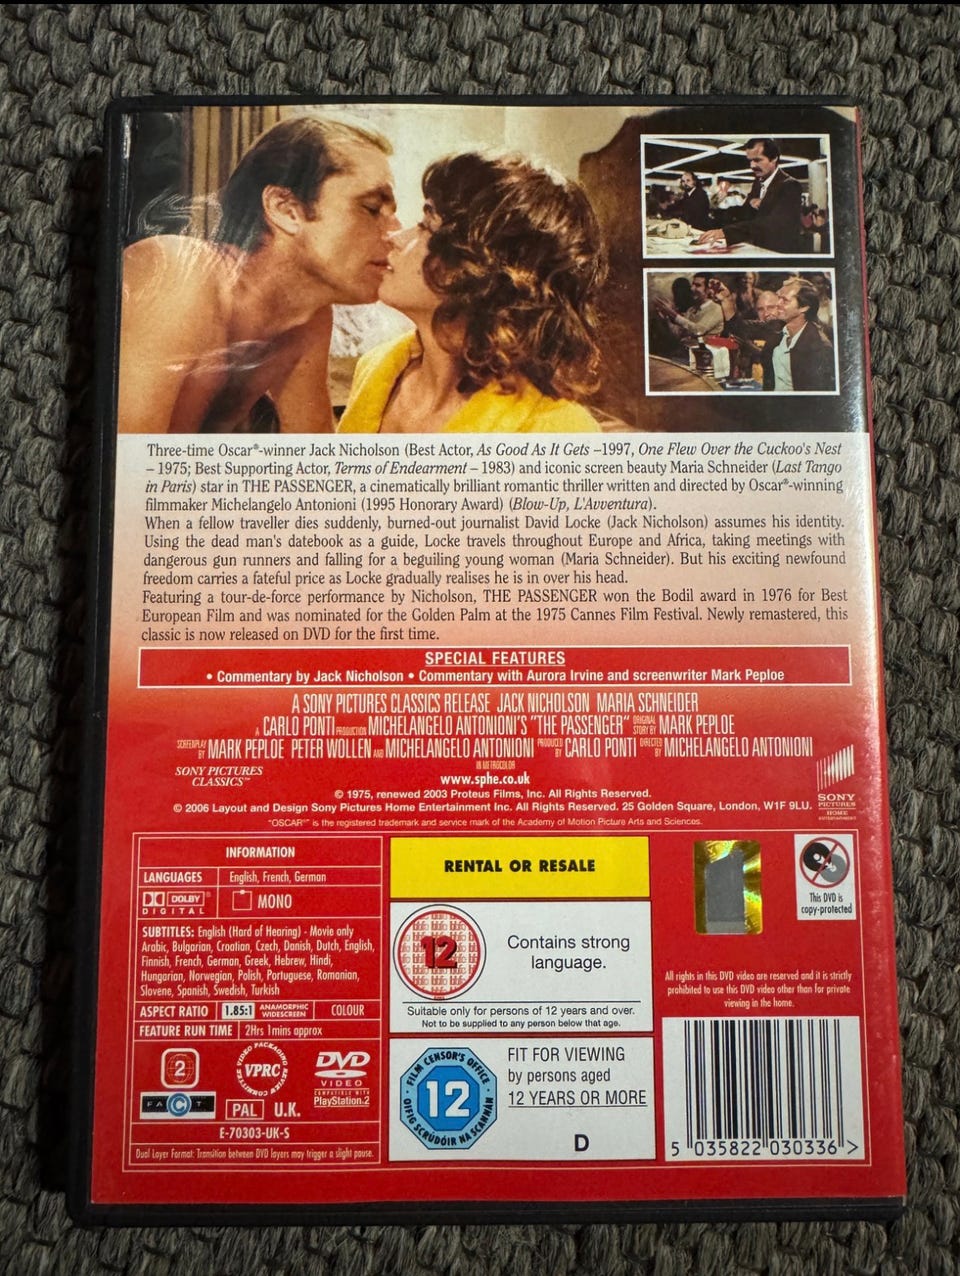 Three-time Oscar®-winner Jack Nicholson (Best Actor, As Good As It Gets –1997, One Flew Over the Cuckoo's Nest
– 1975; Best Supporting Actor, Terms of Endearment – 1983) and iconic screen beauty Maria Schneider (Last Tango
in Paris) star in THE PASSENGER, a cinematically brilliant romantic thriller written and directed by Oscar®-winning
filmmaker Michelangelo Antonioni (1995 Honorary Award) (Blow-Up, L'Avventura).
When a fellow traveller dies suddenly, burned-out journalist David Locke (Jack Nicholson) assumes his identity.
Using the dead man's datebook as a guide, Locke travels throughout Europe and Africa, taking meetings with
dangerous gun runners and falling for a beguiling young woman (Maria Schneider). But his exciting newfound
freedom carries a fateful price as Locke gradually realises he is in over his head.
Featuring a tour-de-force performance by Nicholson, THE PASSENGER won the Bodil award in 1976 for Best
European Film and was nominated for the Golden Palm at the 1975 Cannes Film Festival. Newly remastered, this
classic is now released on DVD for the first time.
SPECIAL FEATURES
• Commentary by Jack Nicholson • Commentary with Aurora Irvine and screenwriter Mark Peploe
A SONY PICTURES CLASSICS RELEASE JACK NICHOLSON MARIA SCHNEIDER
A CARLO PONTI PRODUCTION MICHELANGELO ANTONIONI'S "THE PASSENGER" ORIGINAL STORY BY MARK PEPLOE
SCREENPLAY BY MARK PEPLOE PETER WOLLEN AND MICHELANGELO ANTONIONI PRODUCED BY CARLO PONTI DIRECTED BY MICHELANGELO ANTONIONI
IN METROCOLOR
SONY PICTURES
CLASSICS™
www.sphe.co.uk
© 1975, renewed 2003 Proteus Films, Inc. All Rights Reserved.
© 2006 Layout and Design Sony Pictures Home Entertainment Inc. All Rights Reserved. 25 Golden Square, London, W1F 9LU.
"OSCAR®" is the registered trademark and service mark of the Academy of Motion Picture Arts and Sciences.
SONY
PICTURES
HOME
ENTERTAINMENT
INFORMATION
LANGUAGES English, French, German
DOLBY
DIGITAL
MONO
SUBTITLES: English (Hard of Hearing) - Movie only
Arabic, Bulgarian, Croatian, Czech, Danish, Dutch, English,
Finnish, French, German, Greek, Hebrew, Hindi,
Hungarian, Norwegian, Polish, Portuguese, Romanian,
Slovene, Spanish, Swedish, Turkish
ASPECT RATIO 1.85:1 ANAMORPHIC WIDESCREEN COLOUR
FEATURE RUN TIME 2Hrs 1mins approx
2
VIDEO PACKAGING REVIEW COMMITTEE
VPRC
DVD
VIDEO
COMPATIBLE WITH
PlayStation.2
FACT
PAL U.K.
E-70303-UK-S
Dual Layer Format: Transition between DVD layers may trigger a slight pause.
RENTAL OR RESALE
12
Contains strong
language.
Suitable only for persons of 12 years and over.
Not to be supplied to any person below that age.
FILM CENSOR'S OFFICE
12
OIFIG SCRÚDÓIR NA SCANNÁN
FIT FOR VIEWING
by persons aged
12 YEARS OR MORE
D
This DVD is
copy-protected
All rights in this DVD video are reserved and it is strictly
prohibited to use this DVD video other than for private
viewing in the home.
5 035822 030336 >